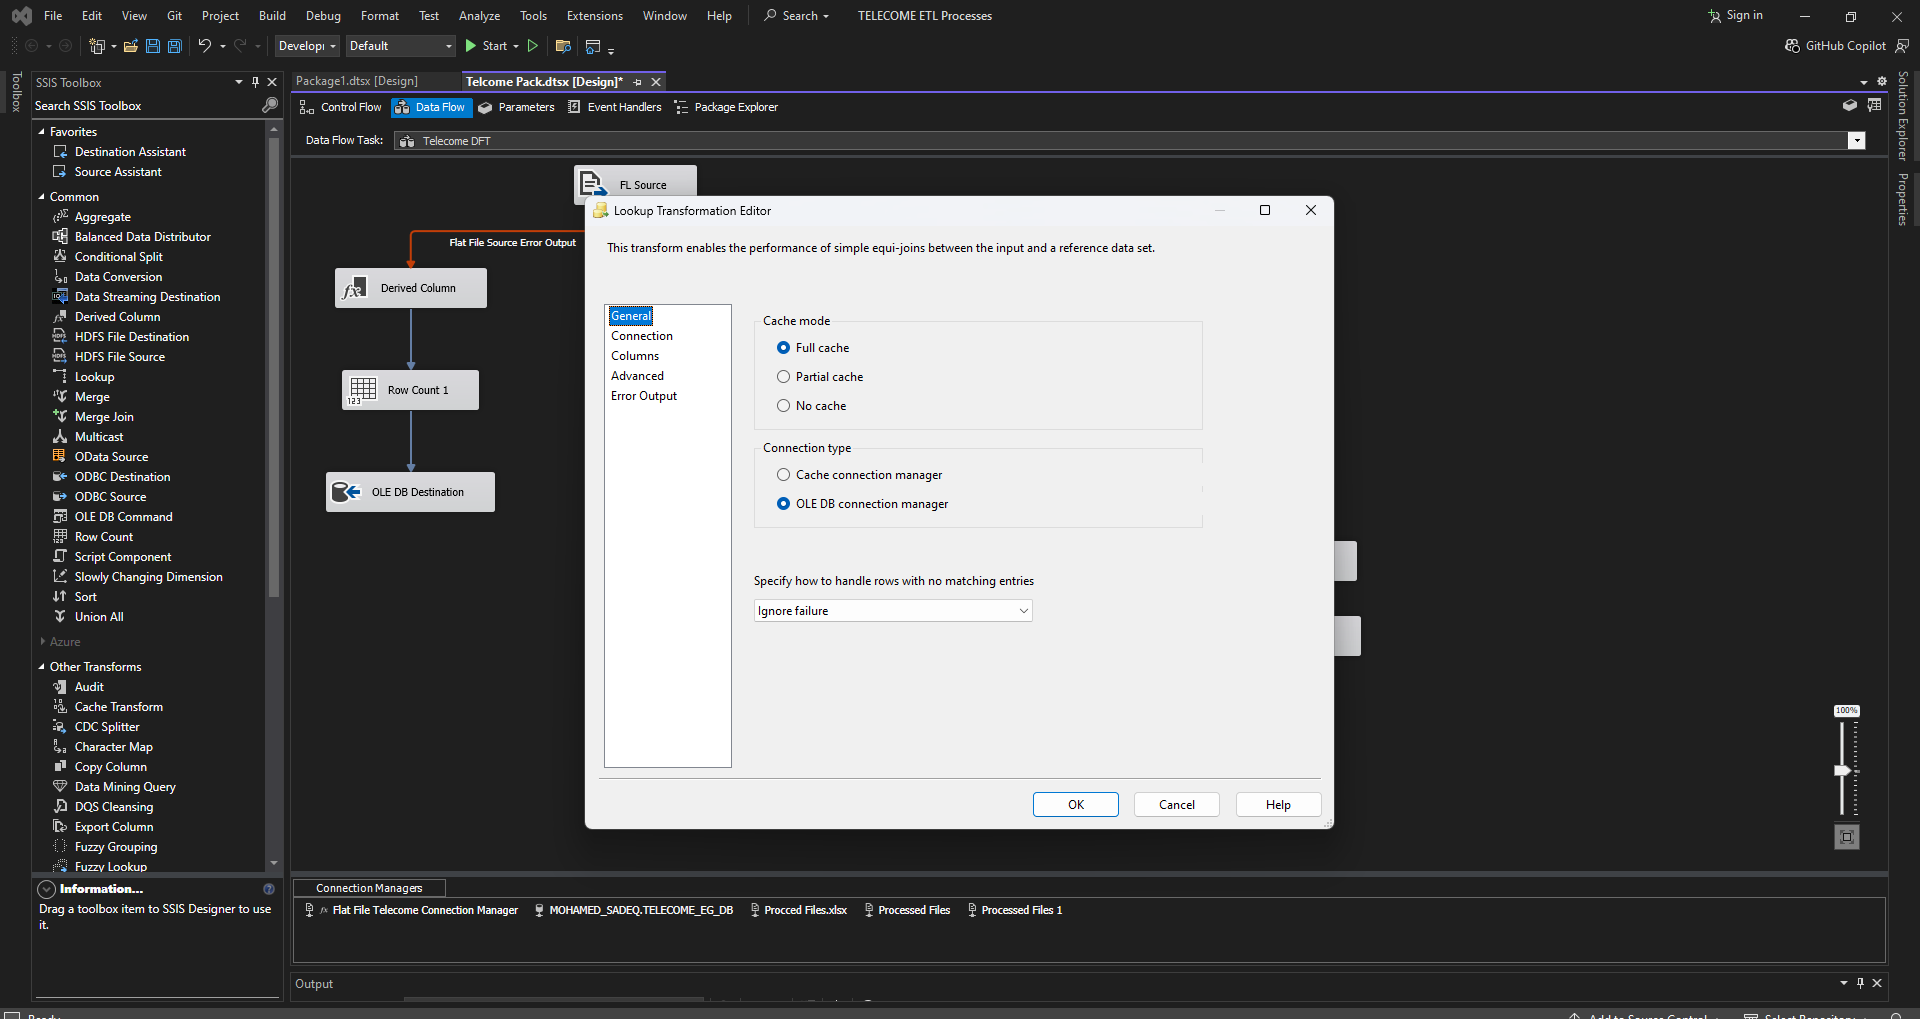 File Edit View Git Project Build Debug Format Test Analyze Tools Extensions Window Help Search TELECOME ETL Processes Sign in
Developi Default Start GitHub Copilot
Toolbox
SSIS Toolbox
Search SSIS Toolbox
Favorites
Destination Assistant
Source Assistant
Common
Aggregate
Balanced Data Distributor
Conditional Split
Data Conversion
Data Streaming Destination
Derived Column
HDFS File Destination
HDFS File Source
Lookup
Merge
Merge Join
Multicast
OData Source
ODBC Destination
ODBC Source
OLE DB Command
Row Count
Script Component
Slowly Changing Dimension
Sort
Union All
Azure
Other Transforms
Audit
Cache Transform
CDC Splitter
Character Map
Copy Column
Data Mining Query
DQS Cleansing
Export Column
Fuzzy Grouping
Fuzzy Lookup
Information...
Drag a toolbox item to SSIS Designer to use
it.
Package1.dtsx [Design] Telcome Pack.dtsx [Design]*
Control Flow Data Flow Parameters Event Handlers Package Explorer
Data Flow Task: Telecome DFT
FL Source
Flat File Source Error Output
Derived Column
Row Count 1
123
OLE DB Destination
Lookup Transformation Editor
This transform enables the performance of simple equi-joins between the input and a reference data set.
General
Connection
Columns
Advanced
Error Output
Cache mode
Full cache
Partial cache
No cache
Connection type
Cache connection manager
OLE DB connection manager
Specify how to handle rows with no matching entries
Ignore failure
OK Cancel Help
100%
Solution Explorer
Properties
Connection Managers
Flat File Telecome Connection Manager MOHAMED_SADEQ.TELECOME_EG_DB Procced Files.xlsx Processed Files Processed Files 1
Output
Ready Add to Source Control Select Repository